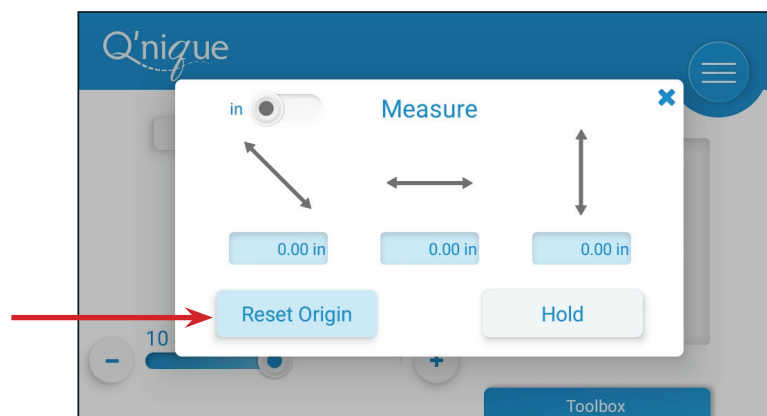 Q'nique
in
Measure
0.00 in
0.00 in
0.00 in
Reset Origin
Hold
10
Toolbox